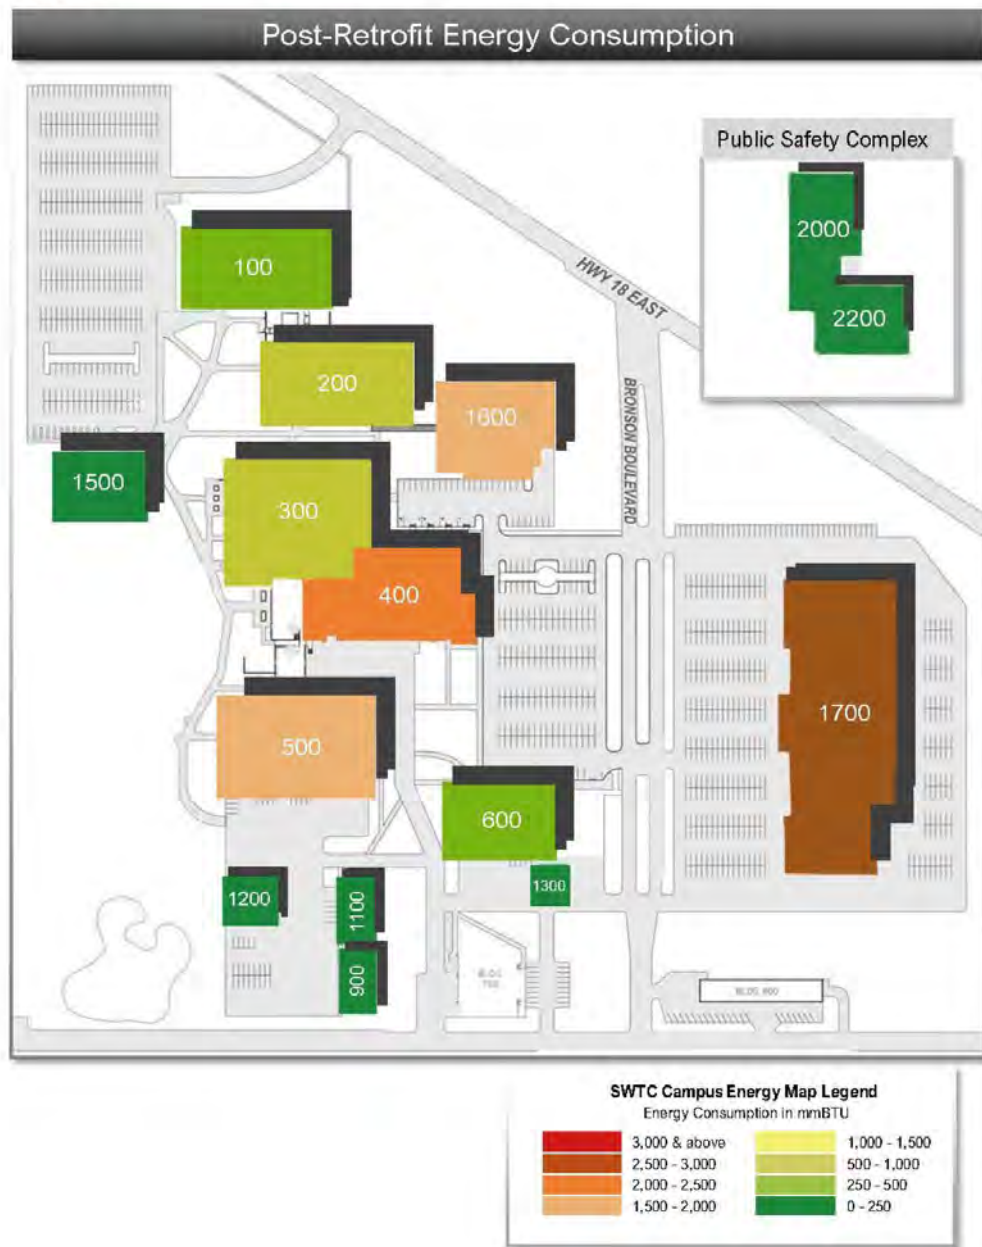 Post-Retrofit Energy Consumption
Public Safety Complex
2000
2200
HWY 18 EAST
BRONSON BOULEVARD
100
200
1600
1500
300
400
1700
500
600
1300
1200
1100
900
BLDG
BLDG
SWTC Campus Energy Map Legend
Energy Consumption in mmBTU
3,000 & above
2,500 - 3,000
2,000 - 2,500
1,500 - 2,000
1,000 - 1,500
500 - 1,000
250 - 500
0 - 250